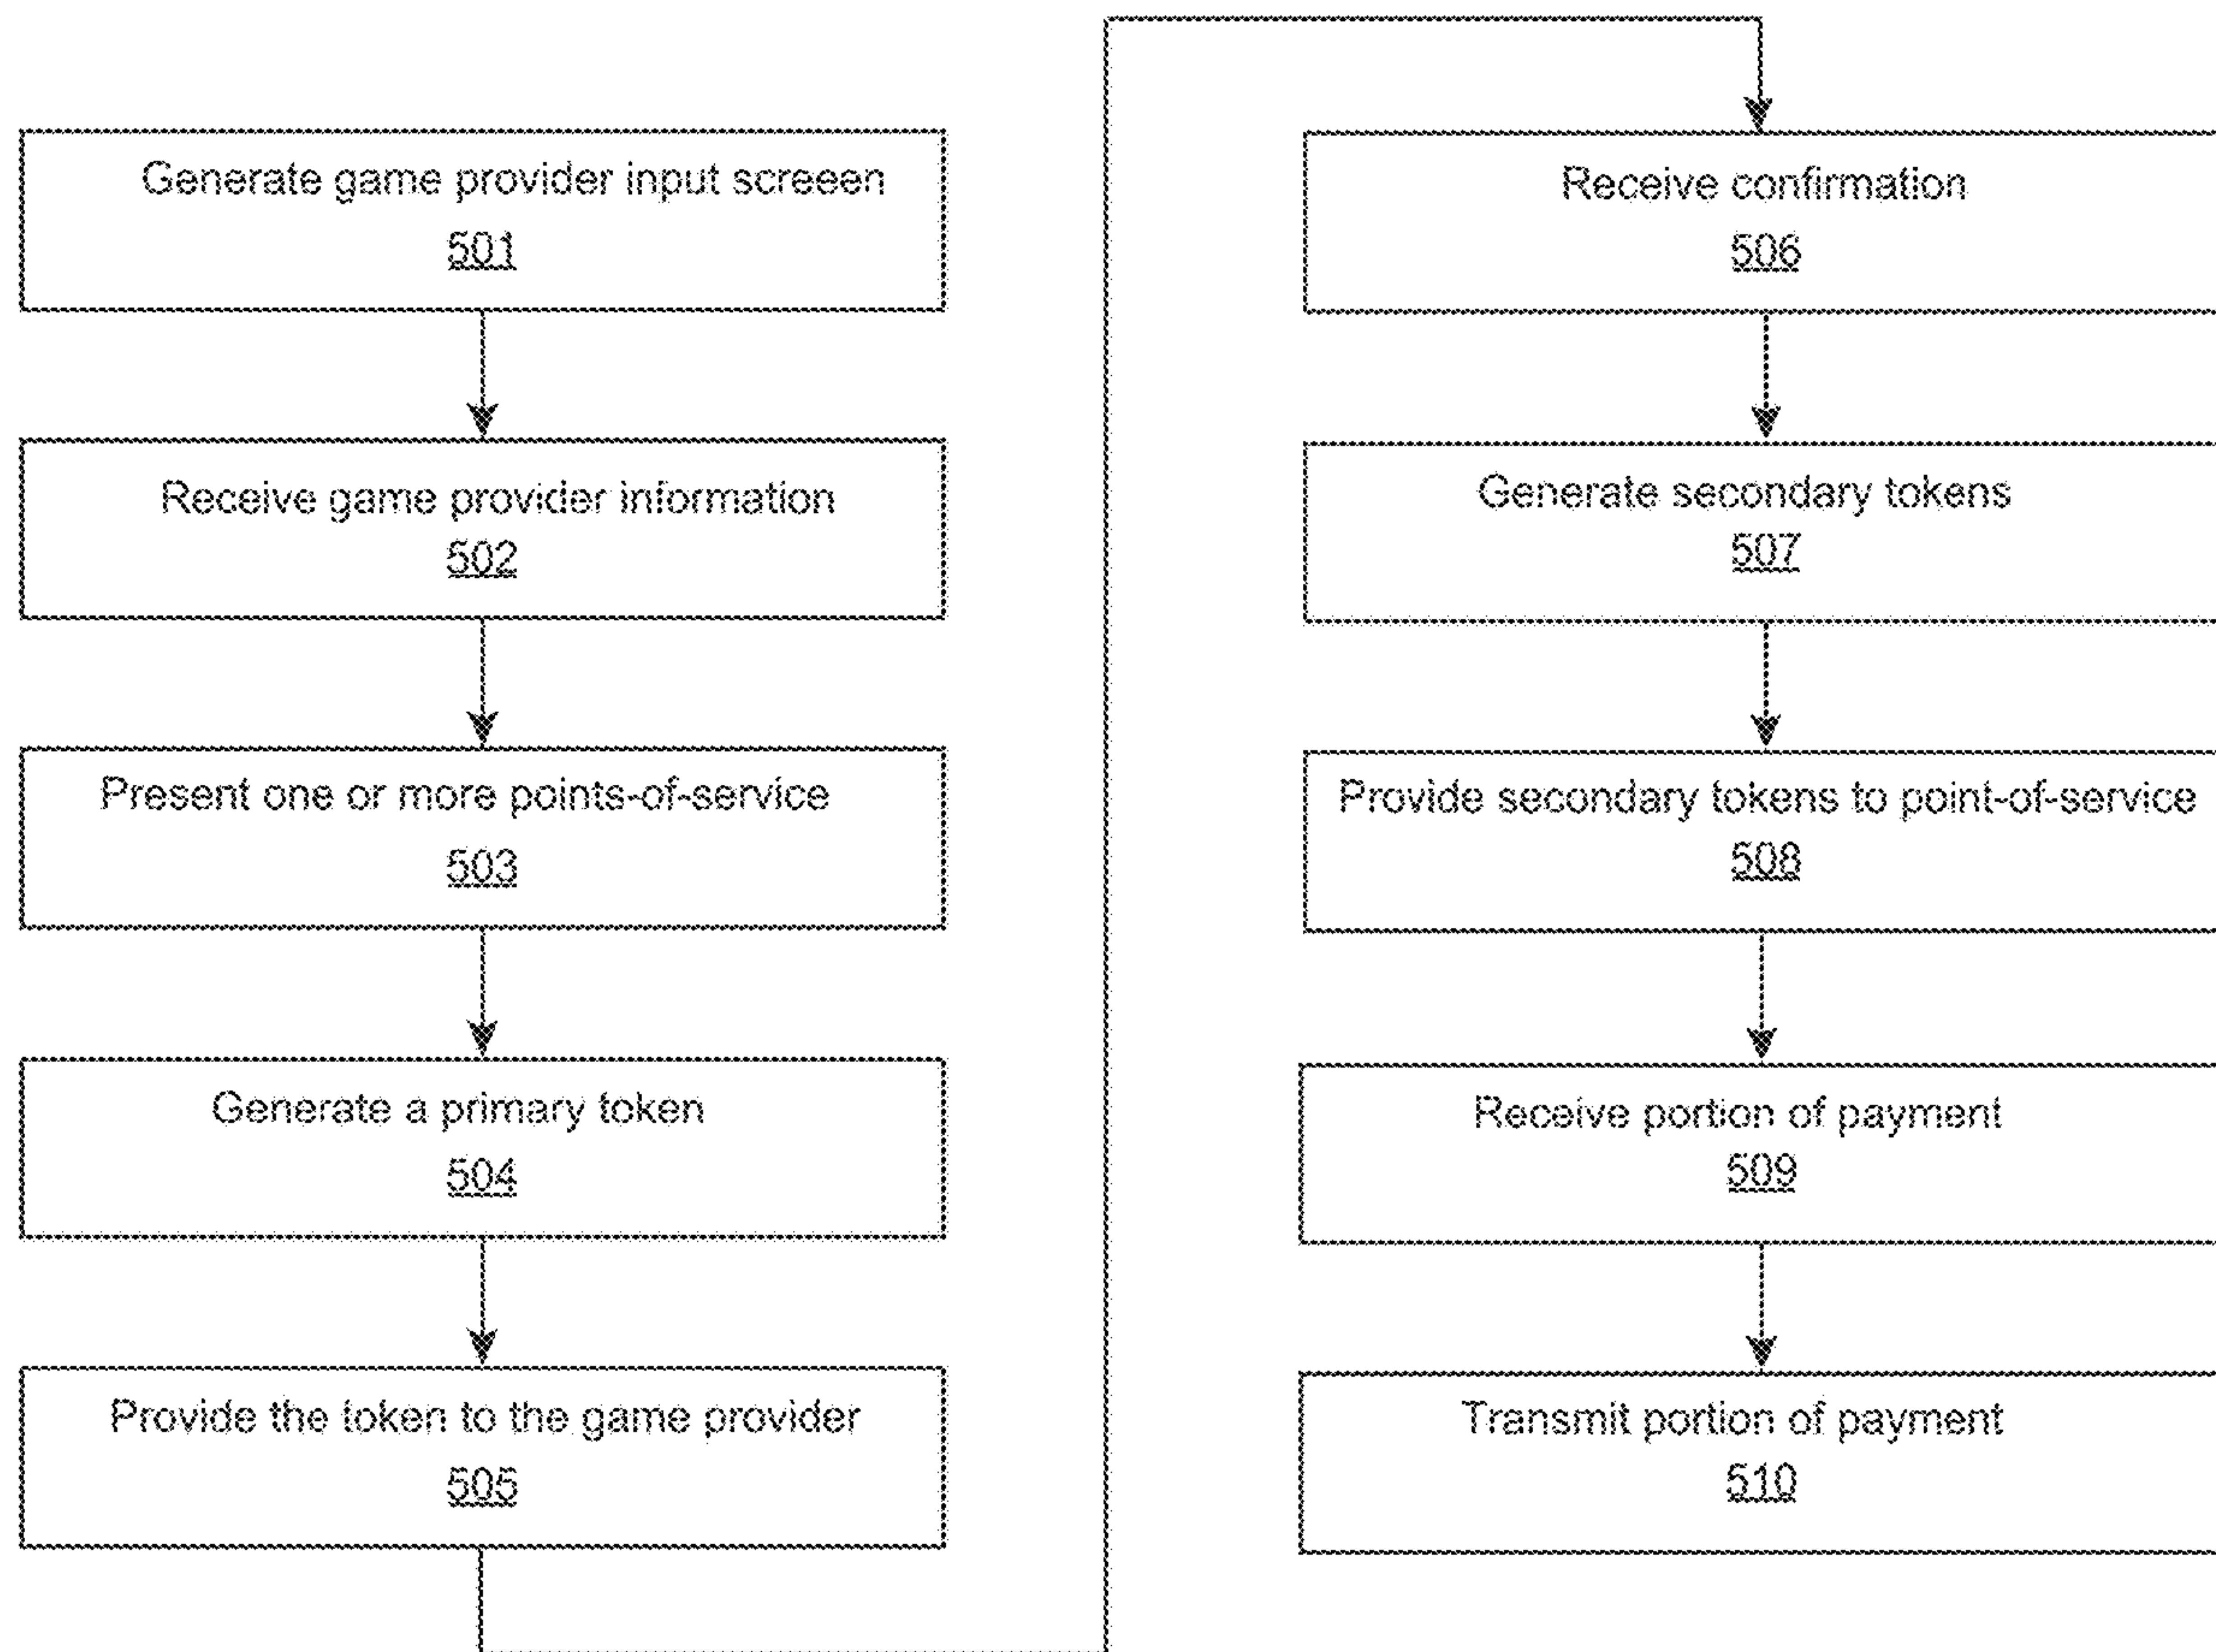 Generate game provider input screeen
501
Receive game provider information
502
Present one or more points-of-service
503
Generate a primary token
504
Provide the token to the game provider
505
Receive confirmation
506
Generate secondary tokens
507
Provide secondary tokens to point-of-service
508
Receive portion of payment
509
Transmit portion of payment
510